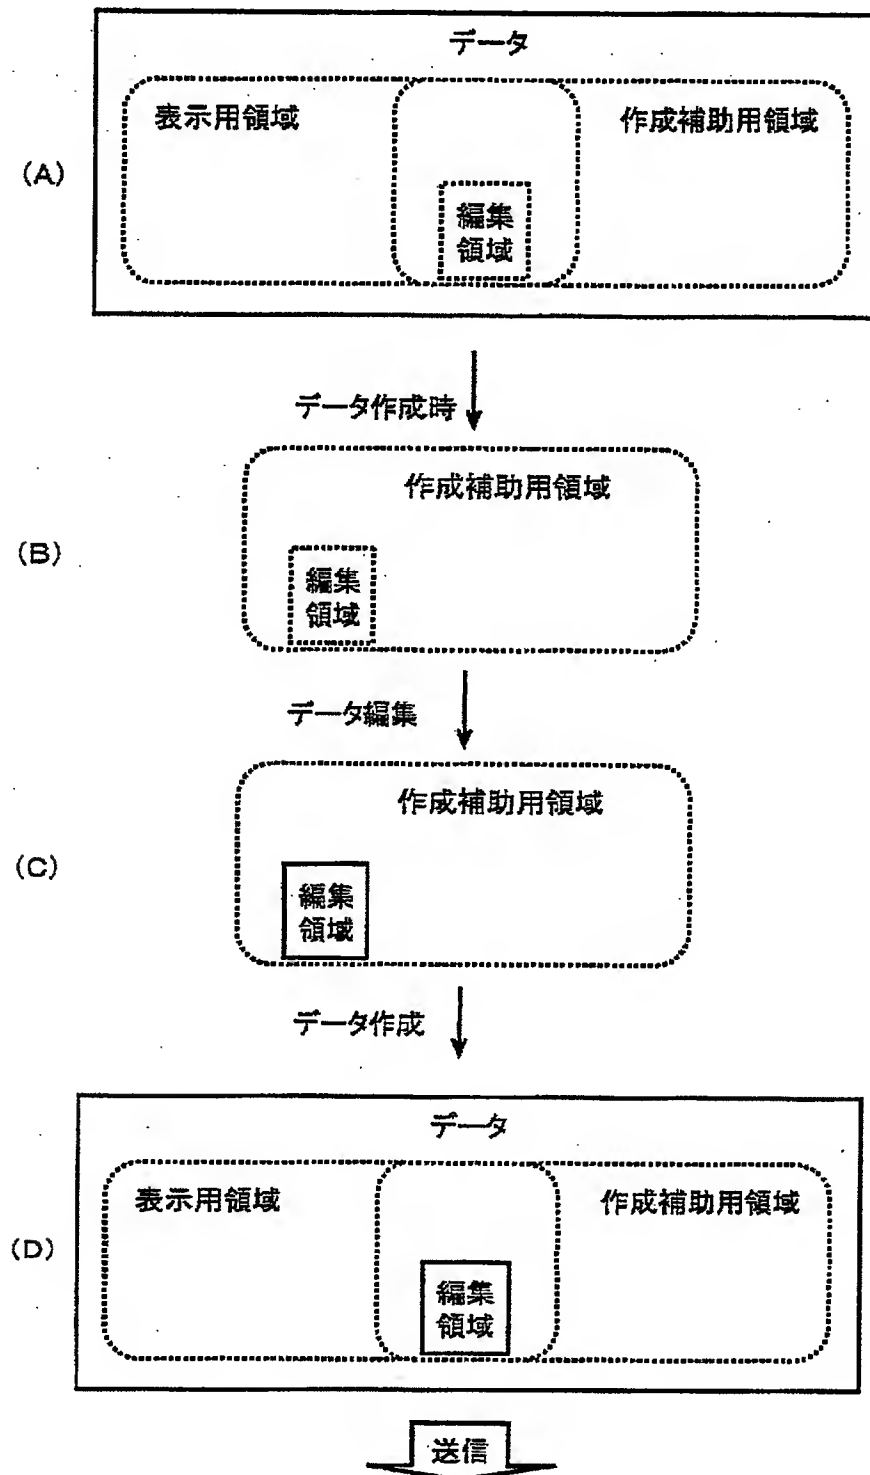 データ
表示用領域
作成補助用領域
(A)
編集
領域
データ作成時
作成補助用領域
(B)
編集
領域
データ編集
作成補助用領域
(C)
編集
領域
データ作成
データ
表示用領域
作成補助用領域
(D)
編集
領域
送信